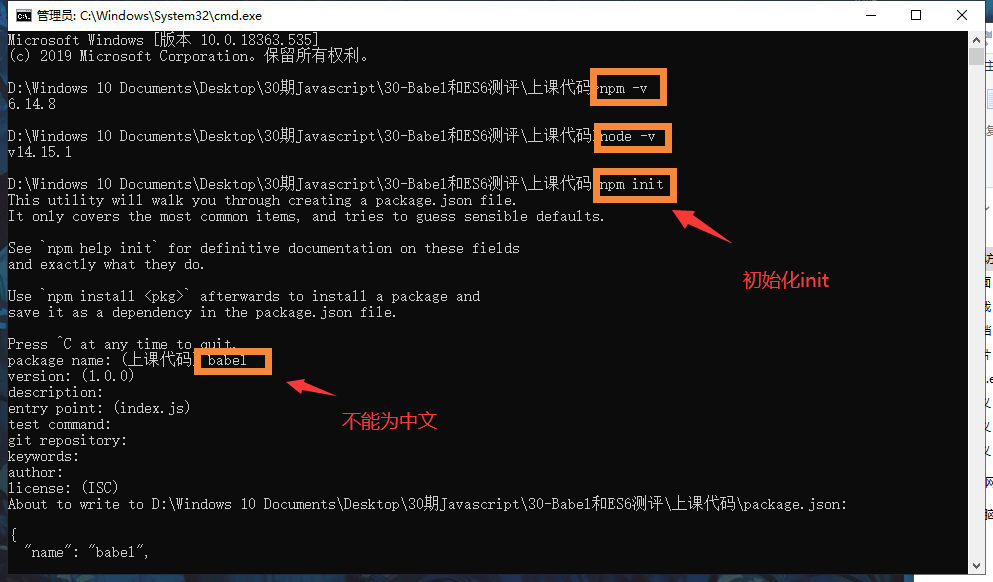 管理员: C:\Windows\System32\cmd.exe
Microsoft Windows [版本 10.0.18363.535]
(c) 2019 Microsoft Corporation。保留所有权利。
D:\Windows 10 Documents\Desktop\30期Javascript\30-Babel和ES6测评\上课代码>npm -v
6.14.8
D:\Windows 10 Documents\Desktop\30期Javascript\30-Babel和ES6测评\上课代码>node -v
v14.15.1
D:\Windows 10 Documents\Desktop\30期Javascript\30-Babel和ES6测评\上课代码>npm init
This utility will walk you through creating a package.json file.
It only covers the most common items, and tries to guess sensible defaults.
See `npm help init` for definitive documentation on these fields
and exactly what they do.
Use `npm install <pkg>` afterwards to install a package and
save it as a dependency in the package.json file.
初始化init
Press ^C at any time to quit.
package name: (上课代码) babel
version: (1.0.0)
description:
entry point: (index.js)
不能为中文
test command:
git repository:
keywords:
author:
license: (ISC)
About to write to D:\Windows 10 Documents\Desktop\30期Javascript\30-Babel和ES6测评\上课代码\package.json:
{
"name": "babel",